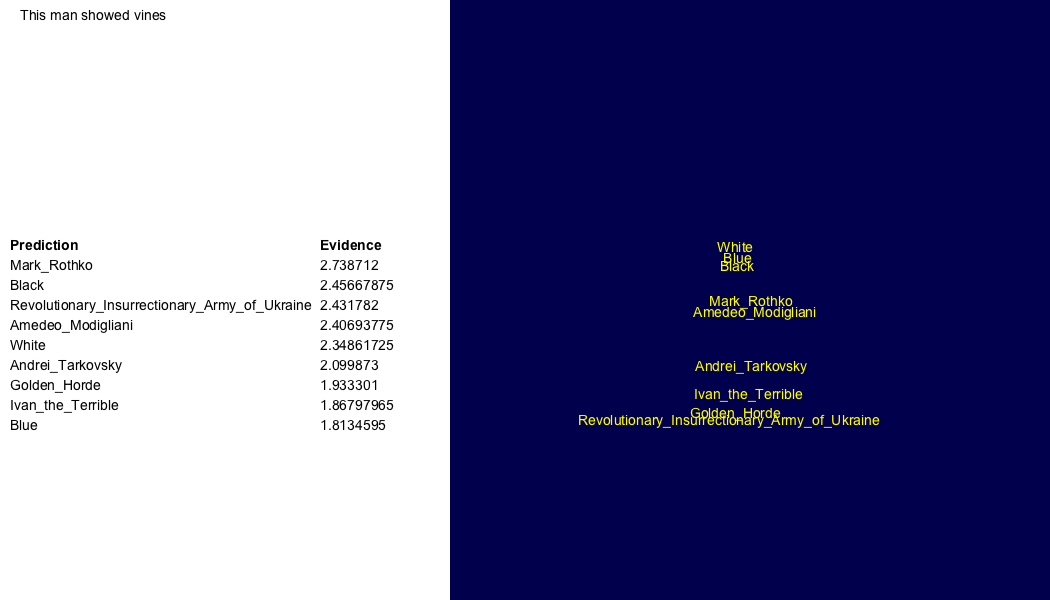 This man showed vines
Prediction Evidence
Mark_Rothko 2.738712
Black 2.45667875
Revolutionary_Insurrectionary_Army_of_Ukraine 2.431782
Amedeo_Modigliani 2.40693775
White 2.34861725
Andrei_Tarkovsky 2.099873
Golden_Horde 1.933301
Ivan_the_Terrible 1.86797965
Blue 1.8134595
White
Blue
Black
Mark_Rothko
Amedeo_Modigliani
Andrei_Tarkovsky
Ivan_the_Terrible
Golden_Horde
Revolutionary_Insurrectionary_Army_of_Ukraine